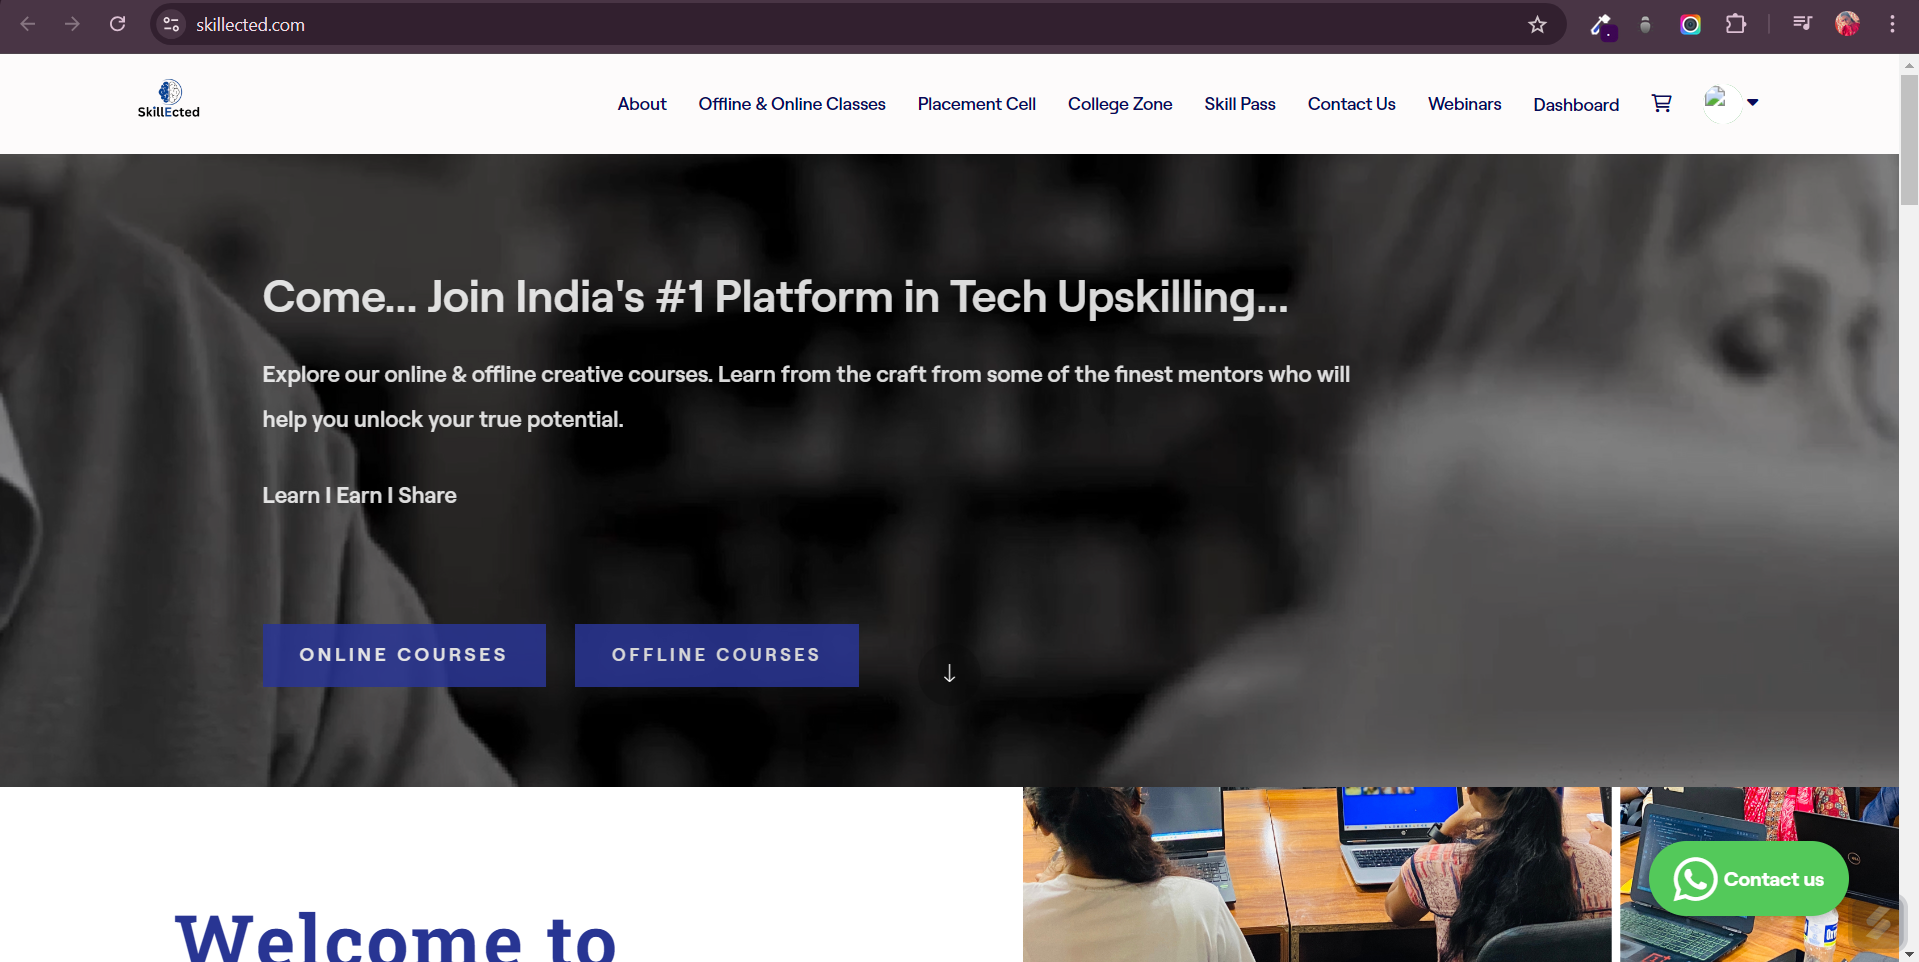 skillected.com
SkillEcted
About
Offline & Online Classes
Placement Cell
College Zone
Skill Pass
Contact Us
Webinars
Dashboard
Come... Join India's #1 Platform in Tech Upskilling...
Explore our online & offline creative courses. Learn from the craft from some of the finest mentors who will
help you unlock your true potential.
Learn I Earn I Share
ONLINE COURSES
OFFLINE COURSES
Welcome to
Contact us